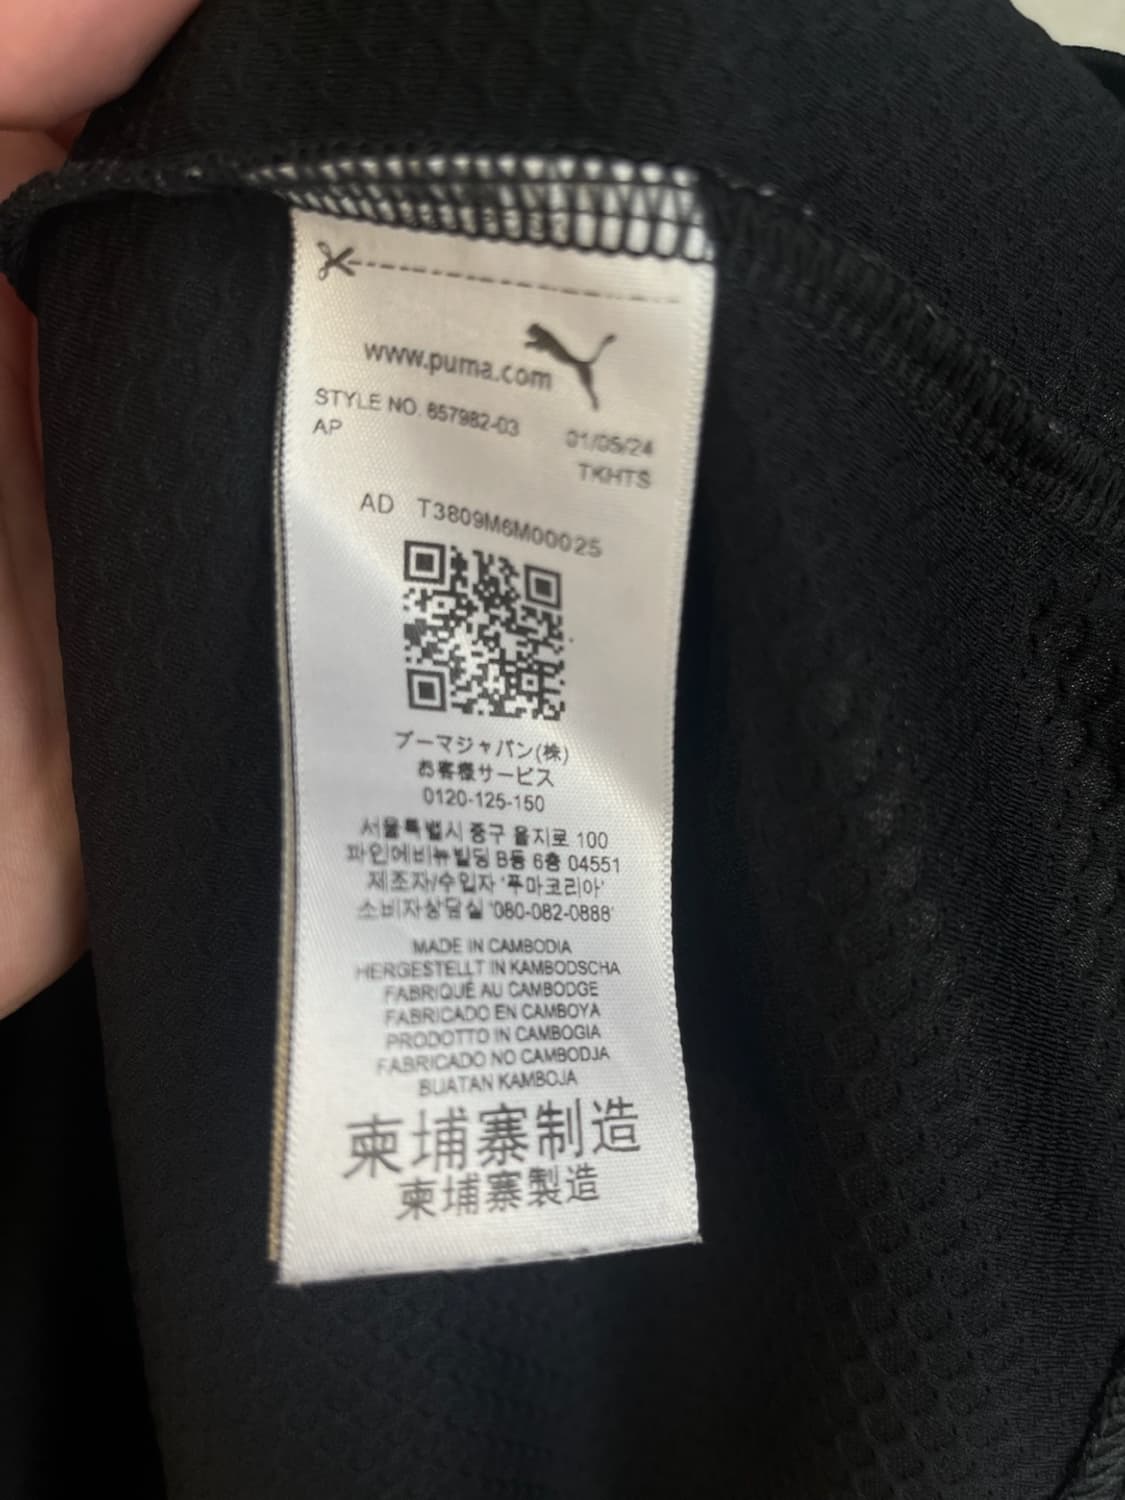 www.puma.com
STYLE NO. 657982-03
01/05/24
AP
TKHTS
AD T3809M6M00025
プーマジャパン(株)
お客様サービス
0120-125-150
서울특별시 중구 을지로 100
파인에비뉴빌딩 B동 6층 04551
제조자/수입자 '푸마코리아'
소비자상담실 '080-082-0888'
MADE IN CAMBODIA
HERGESTELLT IN KAMBODSCHA
FABRIQUÉ AU CAMBODGE
FABRICADO EN CAMBOYA
PRODOTTO IN CAMBOGIA
FABRICADO NO CAMBODJA
BUATAN KAMBOJA
柬埔寨制造
柬埔寨製造